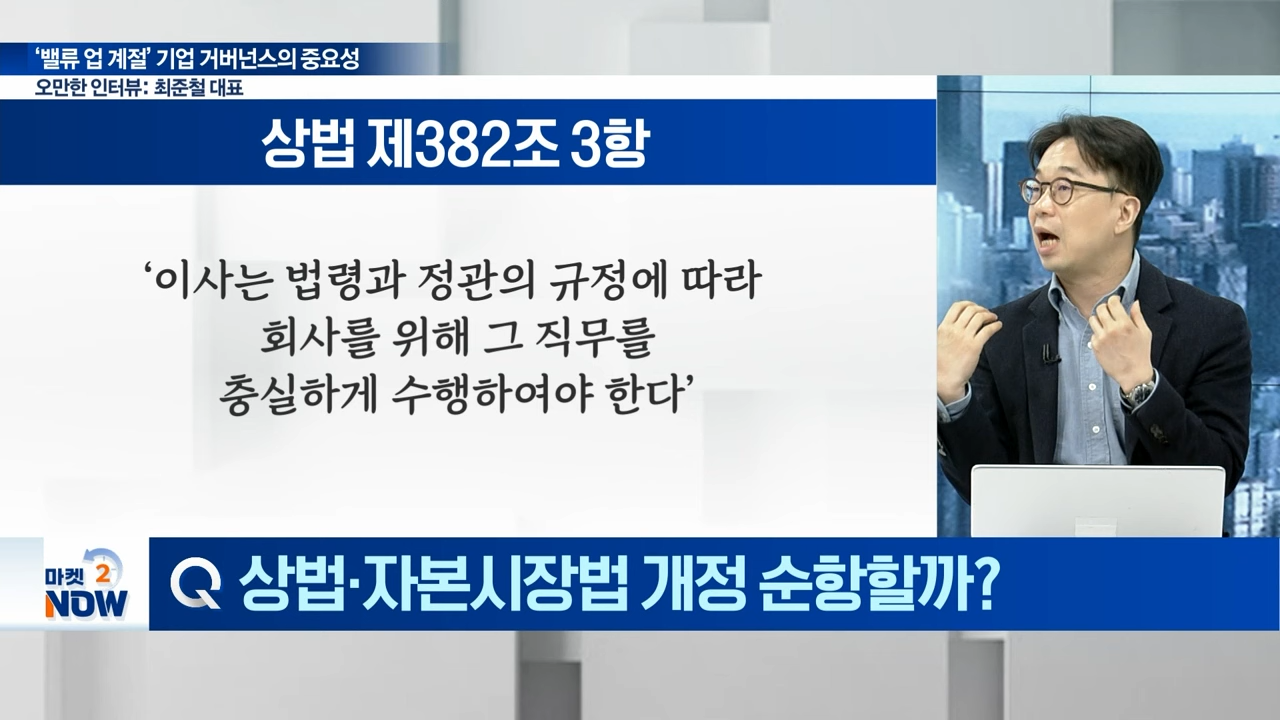 ‘밸류 업 계절’ 기업 거버넌스의 중요성
오만한 인터뷰: 최준철 대표
상법 제382조 3항
‘이사는 법령과 정관의 규정에 따라
회사를 위해 그 직무를
충실하게 수행하여야 한다’
마켓 2
NOW
Q 상법·자본시장법 개정 순항할까?